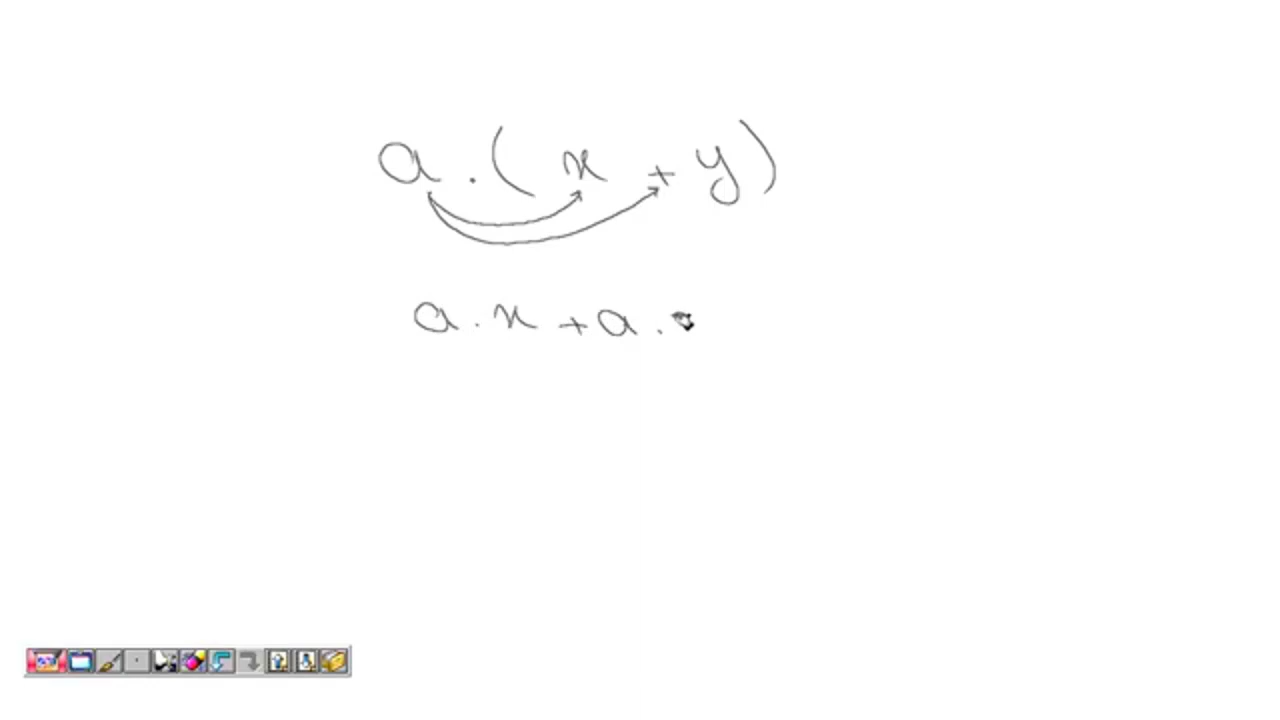 a . ( x + y )
a . x + a .